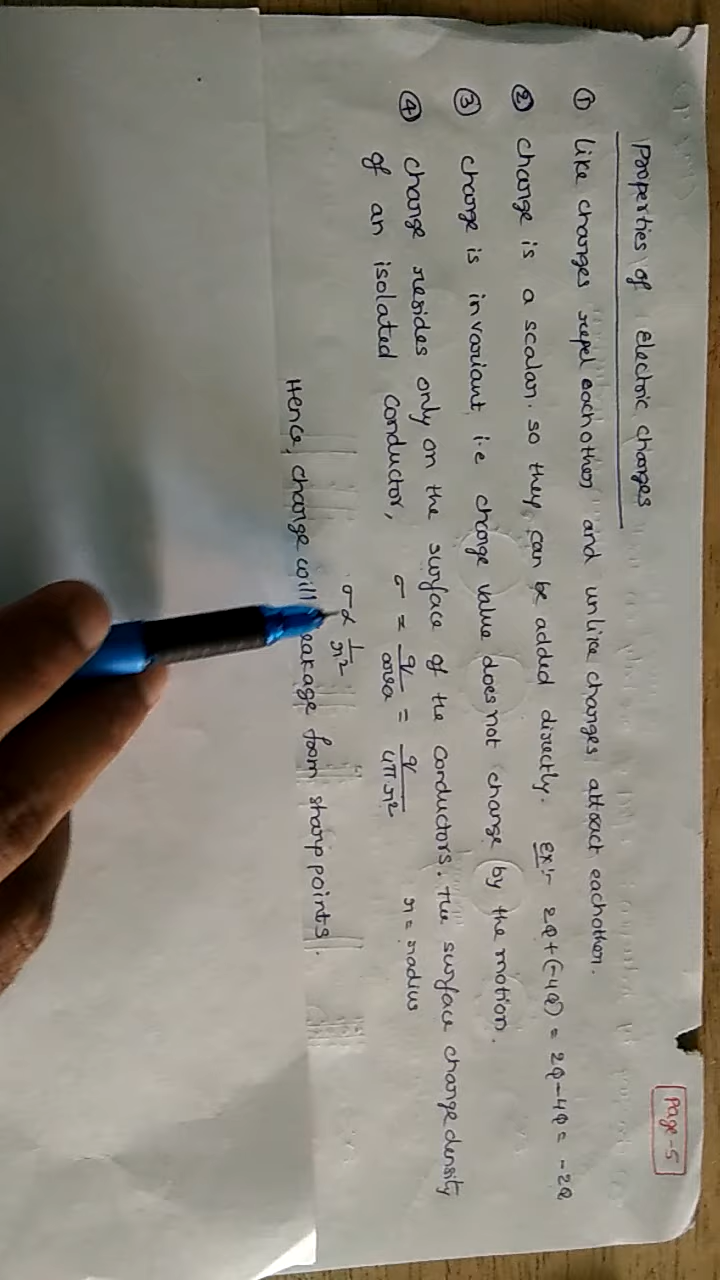 Page-5
Properties of Electric charges
① Like charges repel eachother and unlike charges attract eachother.
② charge is a scalar. so they can be added directly. Ex:- 2Q+(-4Q) = 2Q-4Q = -2Q
③ charge is invariant i.e charge value does not change by the motion.
④ charge resides only on the surface of the conductors. The surface charge density
of an isolated conductor, σ = q/area = q/4πr² r = radius
σ ∝ 1/r²
Hence, charge will leakage from sharp points.